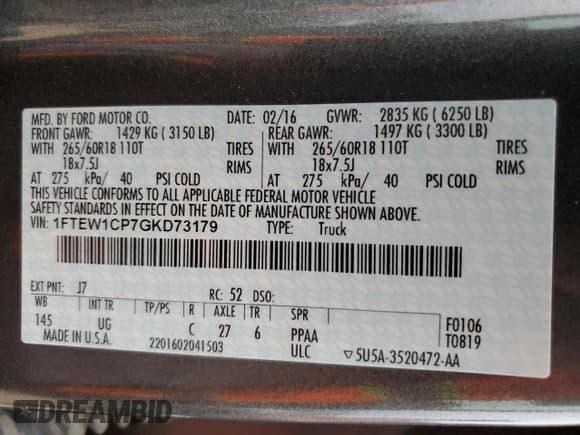 MFD. BY FORD MOTOR CO. DATE: 02/16 GVWR: 2835 KG ( 6250 LB)
FRONT GAWR: 1429 KG ( 3150 LB) REAR GAWR: 1497 KG ( 3300 LB)
WITH 265/60R18 110T TIRES WITH 265/60R18 110T TIRES
18x7.5J RIMS 18x7.5J RIMS
AT 275 kPa/ 40 PSI COLD AT 275 kPa/ 40 PSI COLD
THIS VEHICLE CONFORMS TO ALL APPLICABLE FEDERAL MOTOR VEHICLE
SAFETY STANDARDS IN EFFECT ON THE DATE OF MANUFACTURE SHOWN ABOVE.
VIN: 1FTEW1CP7GKD73179 TYPE: Truck
EXT PNT: J7 RC: 52 DSO:
WB INT TR TP/PS R AXLE TR SPR F0106
145 UG C 27 6 PPAA T0819
MADE IN U.S.A. 2201602041503 ULC ▽5U5A-3520472-AA
DREAMBID